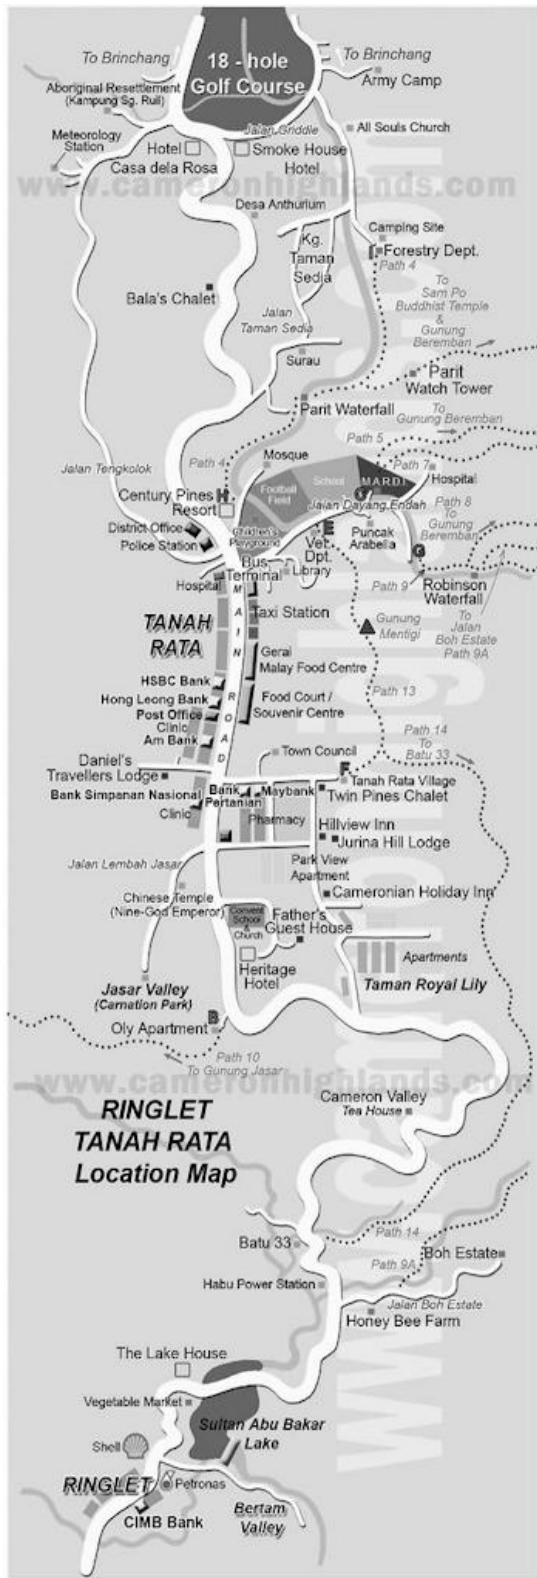 To Brinchang
18 - hole
Golf Course
To Brinchang
Army Camp
Aboriginal Resettlement
(Kampung Sg. Ruil)
Jalan Griddle
All Souls Church
Meteorology
Station
Hotel
Casa dela Rosa
Smoke House
Hotel
www.cameronhighlands.com
Desa Anthurium
Camping Site
Kg.
Taman
Sedia
Forestry Dept.
Path 4
To
Sam Po
Buddhist Temple
&
Gunung
Beremban
Bala's Chalet
Jalan
Taman Sedia
Surau
Parit
Watch Tower
Parit Waterfall
To
Gunung Beremban
Path 5
Jalan Tengkolok
Path 4
Mosque
Path 7
Hospital
School
MARDI
Football
Field
Century Pines
Resort
H
Jalan Dayang Endah
Path 8
To
Gunung
Beremban
District Office
Police Station
Children's
Playground
E
Vet.
Dpt.
Puncak
Arabella
G
Bus
Terminal
Library
Path 9
Robinson
Waterfall
Hospital
MAIN ROAD
Taxi Station
TANAH
RATA
Gunung
Mentigi
To
Jalan
Boh Estate
Path 9A
Gerai
Malay Food Centre
HSBC Bank
Hong Leong Bank
Post Office
Clinic
Am Bank
Food Court /
Souvenir Centre
Path 13
Path 14
To
Batu 33
Town Council
Daniel's
Travellers Lodge
F
Tanah Rata Village
Twin Pines Chalet
Bank Simpanan Nasional
Clinic
Bank
Pertanian
Maybank
Pharmacy
Hillview Inn
Jurina Hill Lodge
Jalan Lembah Jasar
Park View
Apartment
Chinese Temple
(Nine-God Emperor)
Cameronian Holiday Inn
Convent
School
&
Church
Father's
Guest House
Heritage
Hotel
Apartments
Taman Royal Lily
Jasar Valley
(Carnation Park)
B
Oly Apartment
Path 10
To Gunung Jasar
www.cameronhighlands.com
RINGLET
TANAH RATA
Location Map
Cameron Valley
Tea House
Batu 33
Path 14
Boh Estate
Path 9A
Habu Power Station
Jalan Boh Estate
Honey Bee Farm
The Lake House
Vegetable Market
Sultan Abu Bakar
Lake
Shell
RINGLET
Petronas
CIMB Bank
Bertam
Valley